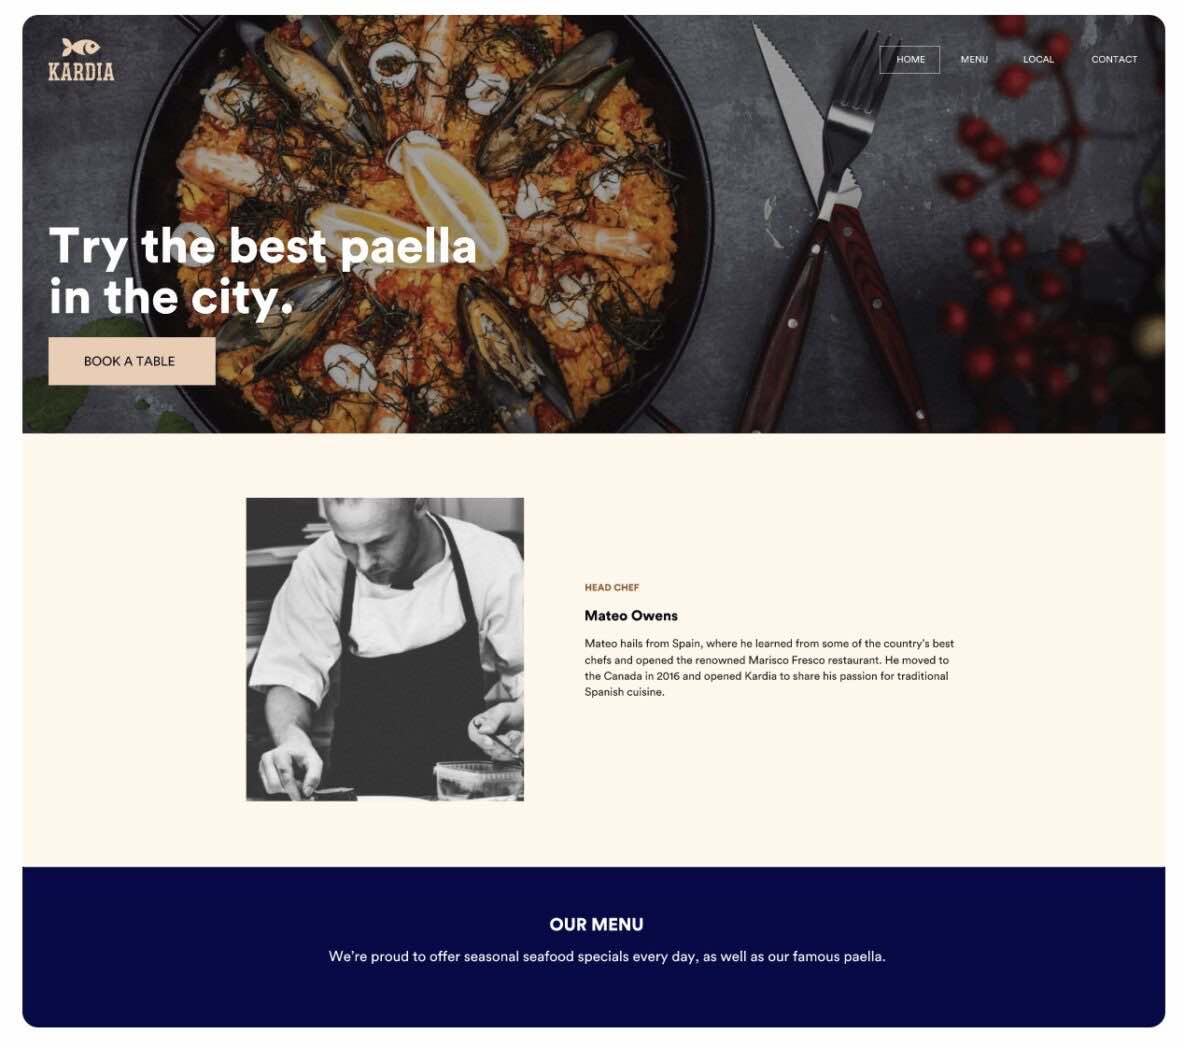 KARDIA
HOME MENU LOCAL CONTACT
Try the best paella
in the city.
BOOK A TABLE
HEAD CHEF
Mateo Owens
Mateo hails from Spain, where he learned from some of the country's best
chefs and opened the renowned Marisco Fresco restaurant. He moved to
the Canada in 2016 and opened Kardia to share his passion for traditional
Spanish cuisine.
OUR MENU
We're proud to offer seasonal seafood specials every day, as well as our famous paella.